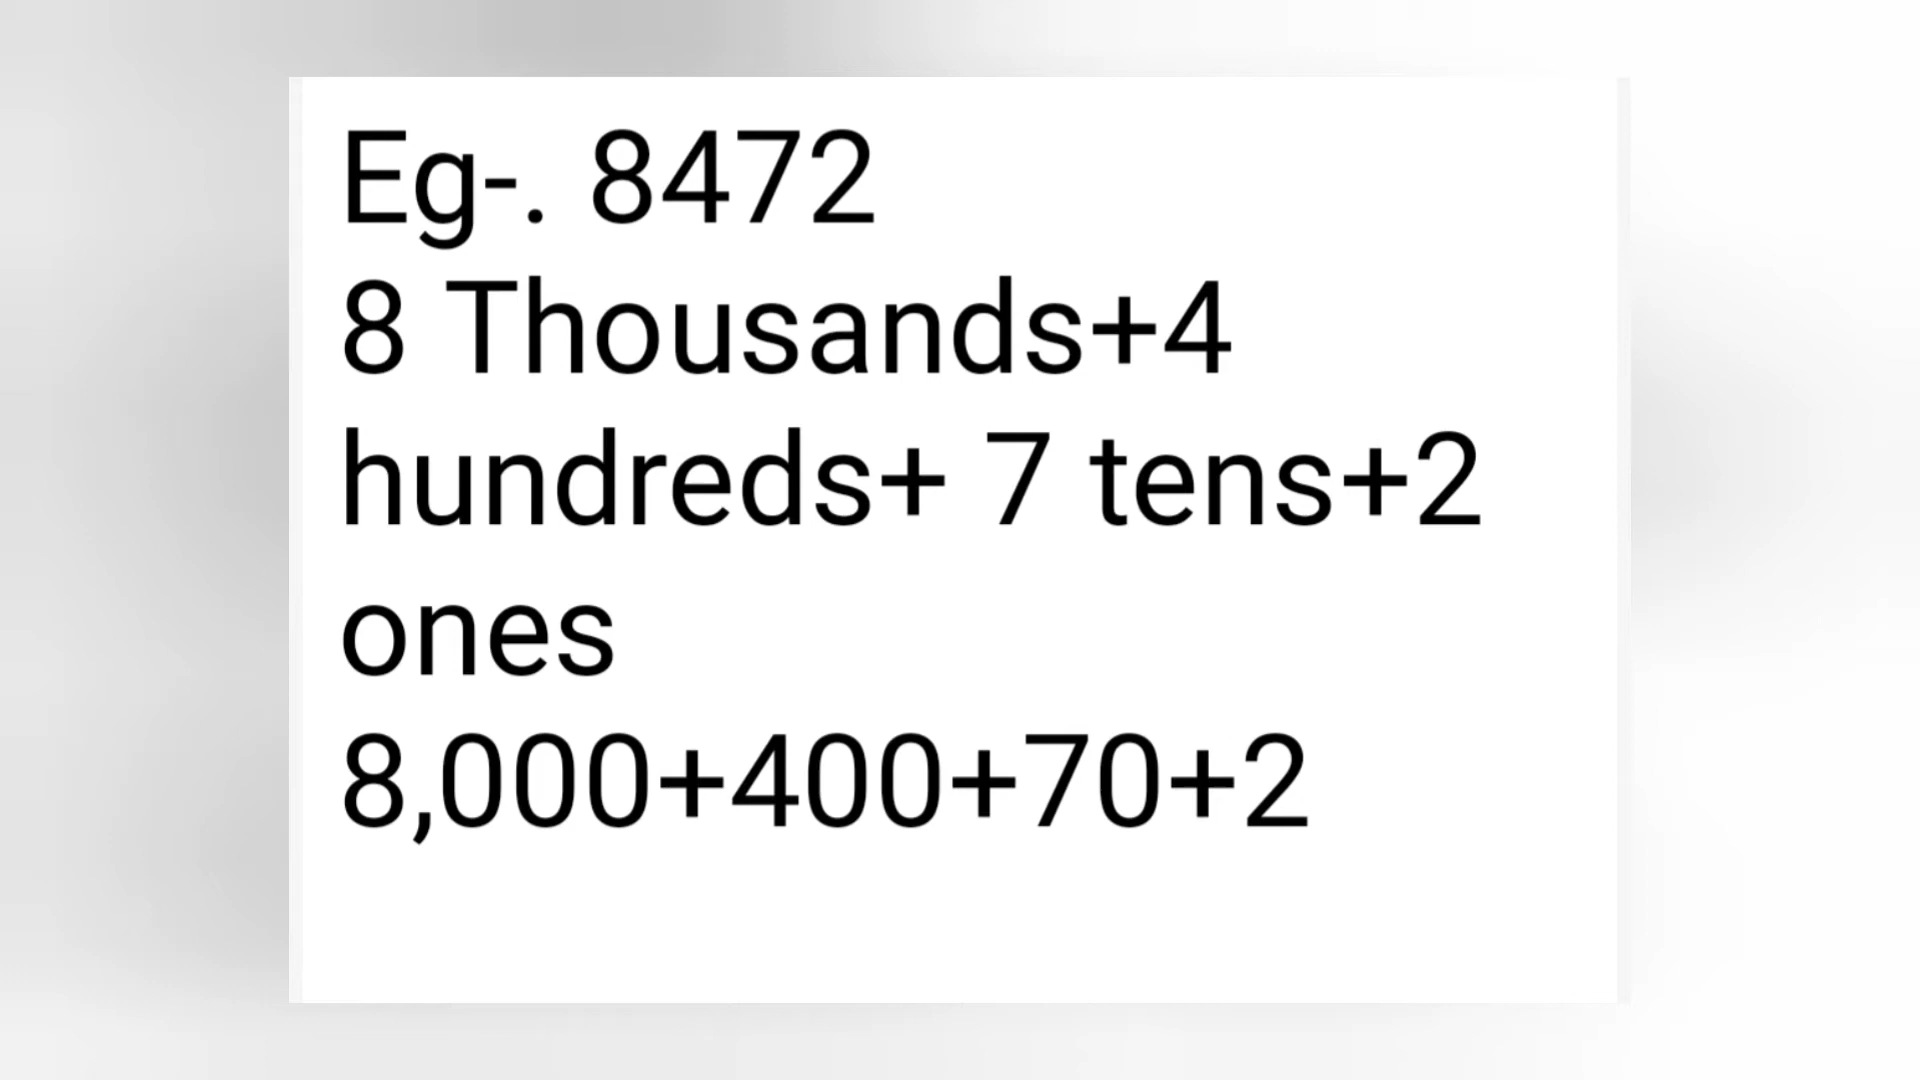 Eg-. 8472
8 Thousands+4
hundreds+ 7 tens+2
ones
8,000+400+70+2